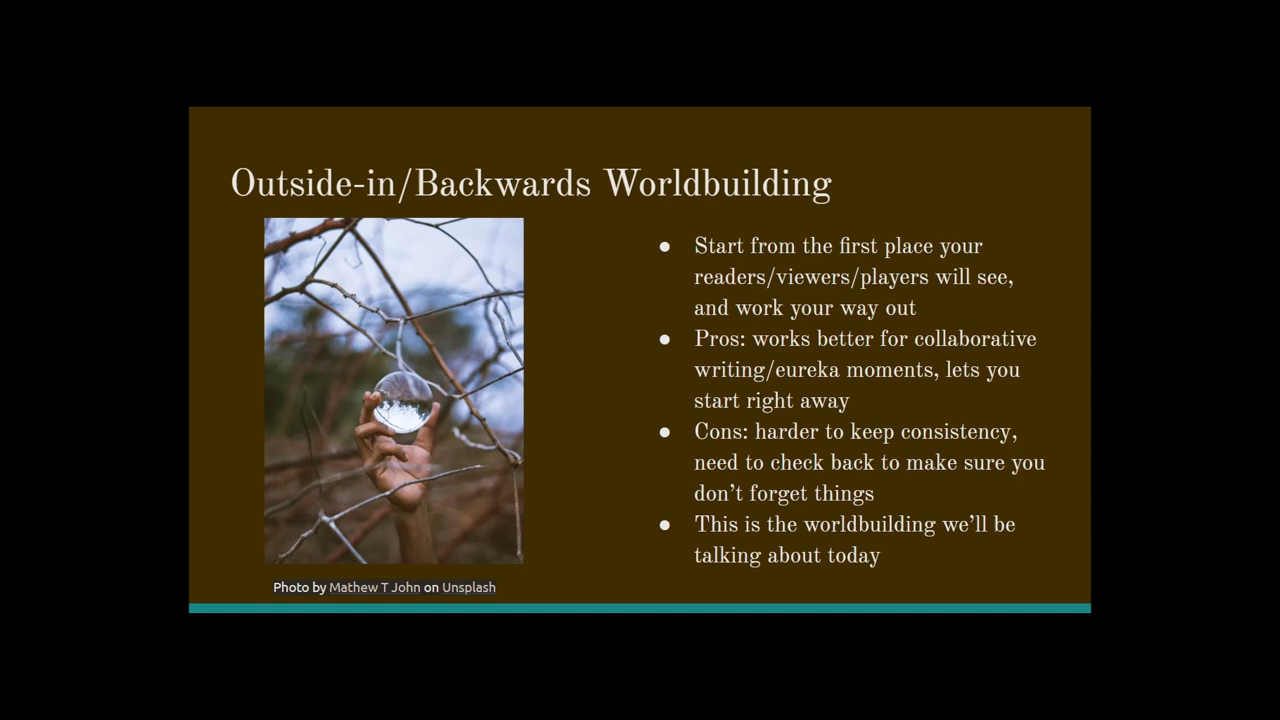 Outside-in/Backwards Worldbuilding
● Start from the first place your
readers/viewers/players will see,
and work your way out
● Pros: works better for collaborative
writing/eureka moments, lets you
start right away
● Cons: harder to keep consistency,
need to check back to make sure you
don’t forget things
● This is the worldbuilding we’ll be
talking about today
Photo by Mathew T John on Unsplash